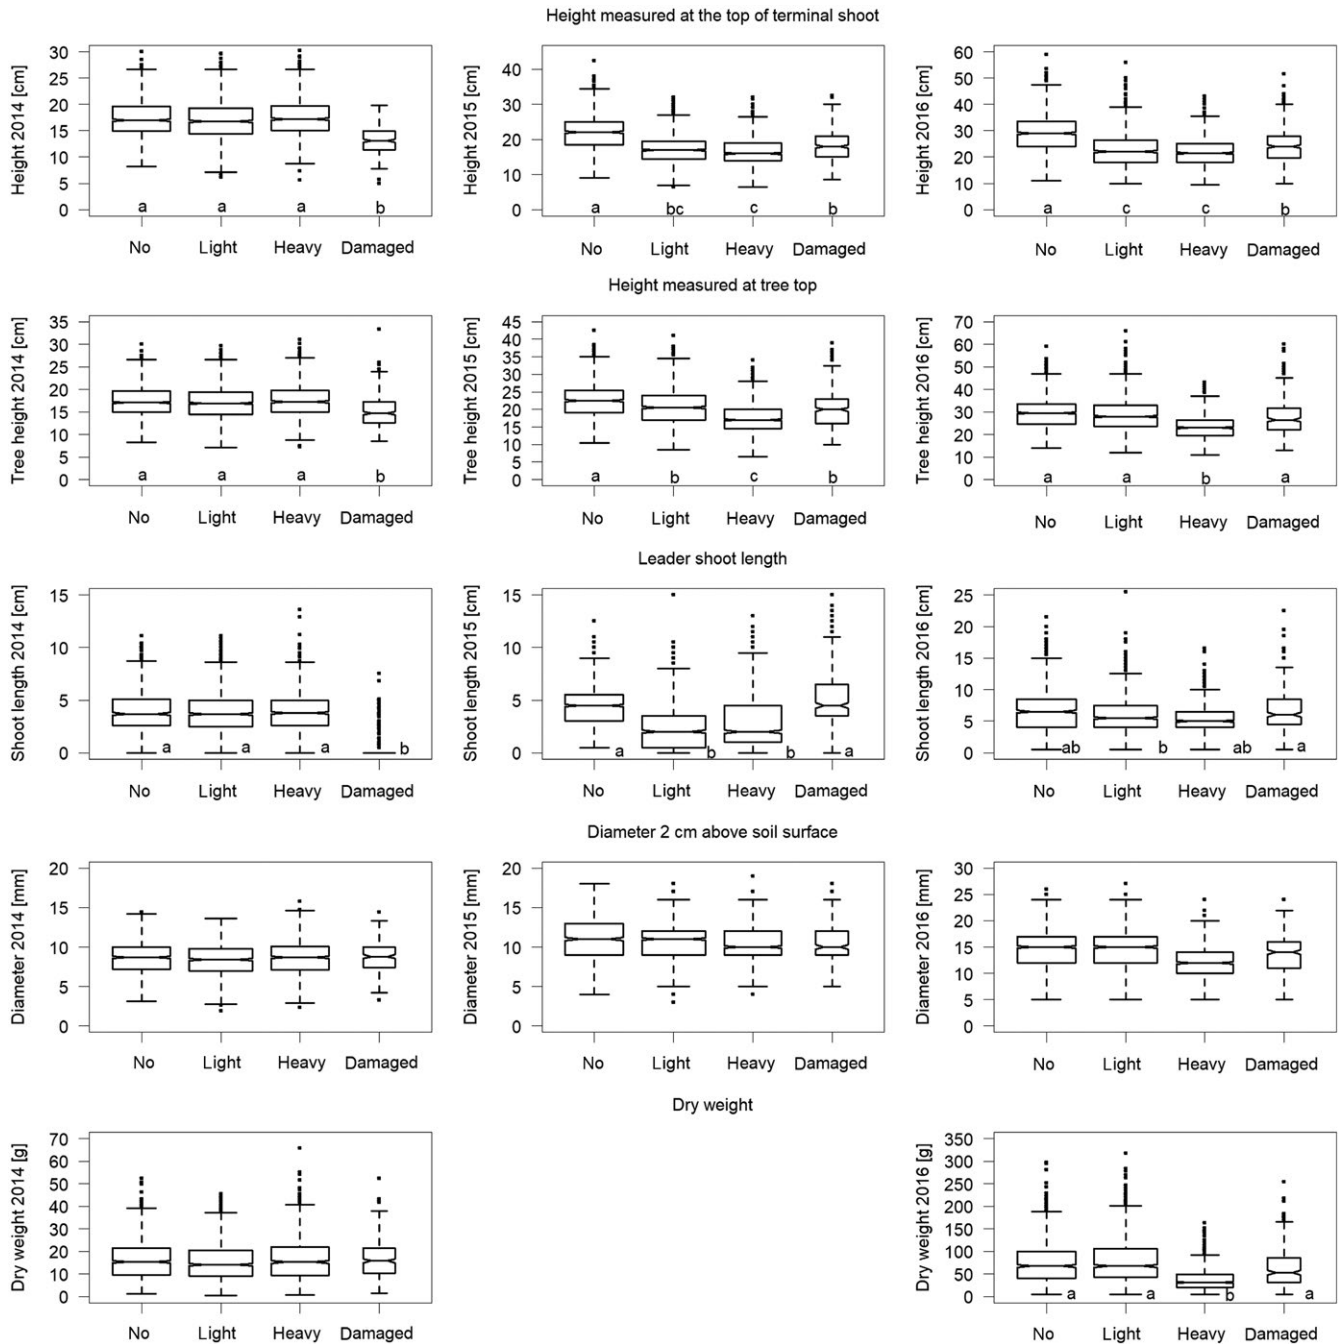 Height measured at the top of terminal shoot
Height 2014 [cm]
30
25
20
15
10
5
0
a a a b
No Light Heavy Damaged
Height 2015 [cm]
40
30
20
10
0
a bc c b
No Light Heavy Damaged
Height 2016 [cm]
60
50
40
30
20
10
0
a c c b
No Light Heavy Damaged
Height measured at tree top
Tree height 2014 [cm]
35
30
25
20
15
10
5
0
a a a b
No Light Heavy Damaged
Tree height 2015 [cm]
45
40
35
30
25
20
15
10
5
0
a b c b
No Light Heavy Damaged
Tree height 2016 [cm]
70
60
50
40
30
20
10
0
a a b a
No Light Heavy Damaged
Leader shoot length
Shoot length 2014 [cm]
15
10
5
0
a a a b
No Light Heavy Damaged
Shoot length 2015 [cm]
15
10
5
0
a b b a
No Light Heavy Damaged
Shoot length 2016 [cm]
25
20
15
10
5
0
ab b ab a
No Light Heavy Damaged
Diameter 2 cm above soil surface
Diameter 2014 [mm]
20
15
10
5
0
No Light Heavy Damaged
Diameter 2015 [mm]
20
15
10
5
0
No Light Heavy Damaged
Diameter 2016 [mm]
30
25
20
15
10
5
0
No Light Heavy Damaged
Dry weight
Dry weight 2014 [g]
70
60
50
40
30
20
10
0
No Light Heavy Damaged
Dry weight 2016 [g]
350
300
250
200
150
100
50
0
a a b a
No Light Heavy Damaged